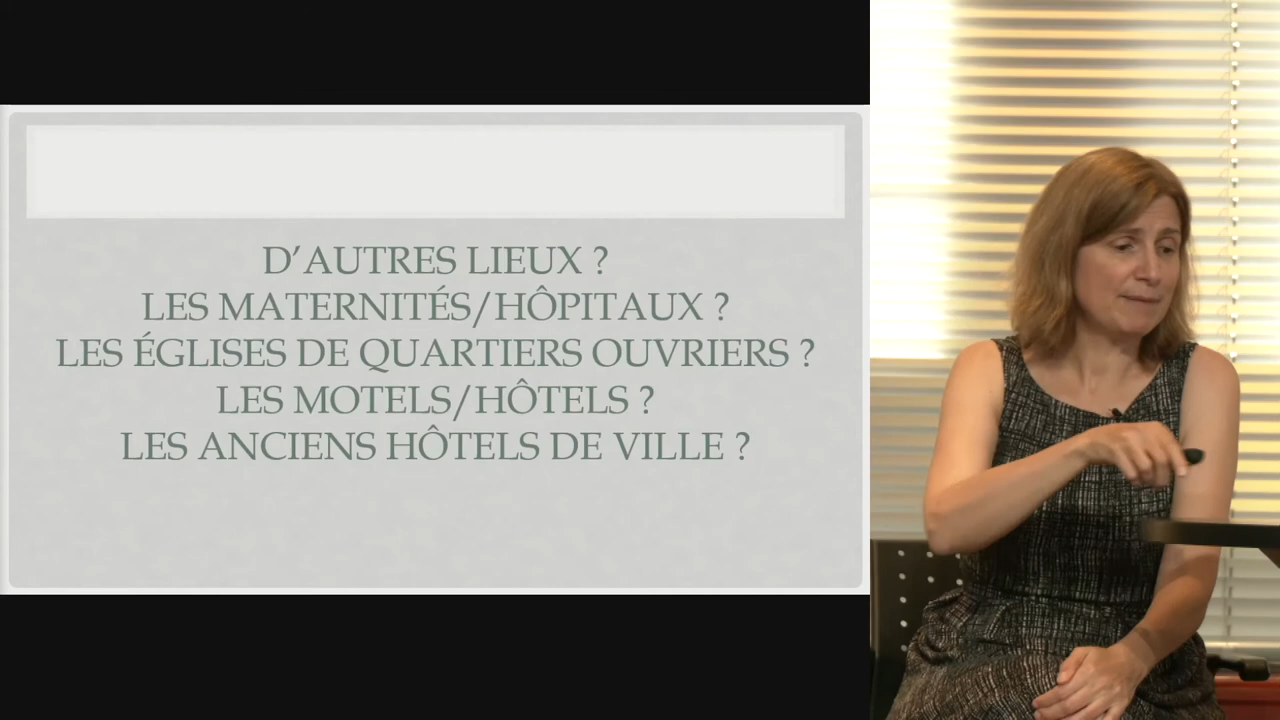 D’AUTRES LIEUX ?
LES MATERNITÉS/HÔPITAUX ?
LES ÉGLISES DE QUARTIERS OUVRIERS ?
LES MOTELS/HÔTELS ?
LES ANCIENS HÔTELS DE VILLE ?